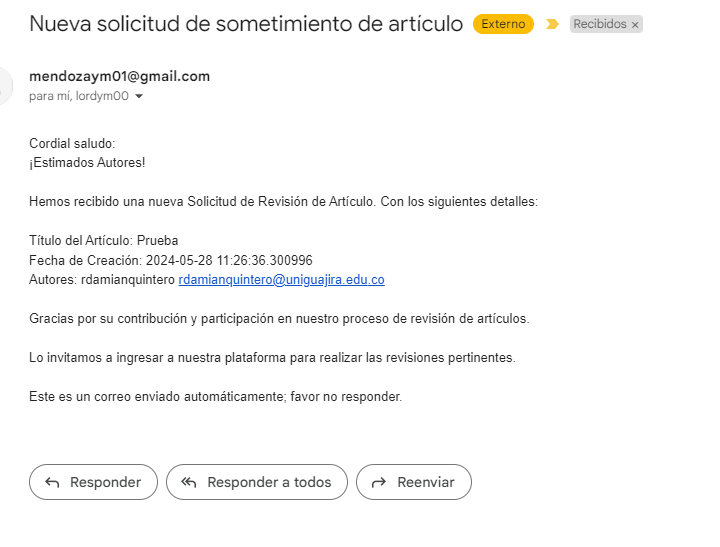 Nueva solicitud de sometimiento de artículo Externo Recibidos ×
mendozaym01@gmail.com
para mí, lordym00
Cordial saludo:
¡Estimados Autores!
Hemos recibido una nueva Solicitud de Revisión de Artículo. Con los siguientes detalles:
Título del Artículo: Prueba
Fecha de Creación: 2024-05-28 11:26:36.300996
Autores: rdamianquintero rdamianquintero@uniguajira.edu.co
Gracias por su contribución y participación en nuestro proceso de revisión de artículos.
Lo invitamos a ingresar a nuestra plataforma para realizar las revisiones pertinentes.
Este es un correo enviado automáticamente; favor no responder.
Responder Responder a todos Reenviar